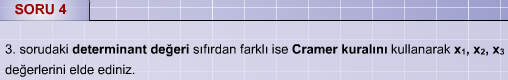 SORU 4
3. sorudaki determinant değeri sıfırdan farklı ise Cramer kuralını kullanarak x₁, x₂, x₃
değerlerini elde ediniz.